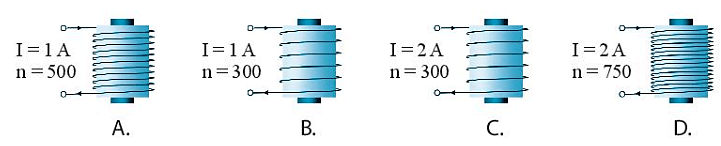 I = 1 A
n = 500
A.
I = 1 A
n = 300
B.
I = 2 A
n = 300
C.
I = 2 A
n = 750
D.